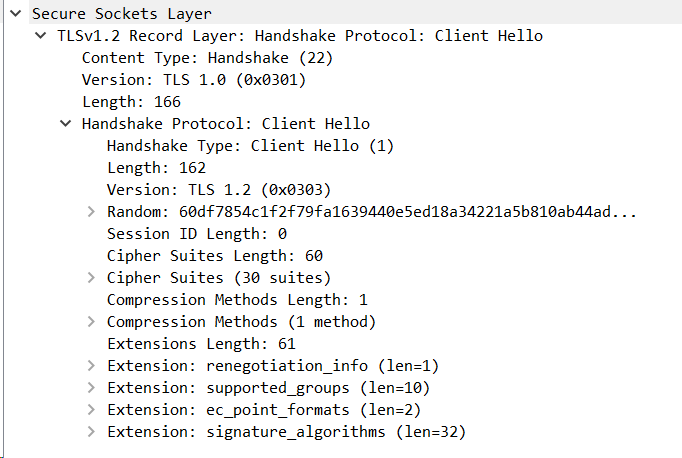 Secure Sockets Layer
TLSv1.2 Record Layer: Handshake Protocol: Client Hello
Content Type: Handshake (22)
Version: TLS 1.0 (0x0301)
Length: 166
Handshake Protocol: Client Hello
Handshake Type: Client Hello (1)
Length: 162
Version: TLS 1.2 (0x0303)
Random: 60df7854c1f2f79fa1639440e5ed18a34221a5b810ab44ad...
Session ID Length: 0
Cipher Suites Length: 60
Cipher Suites (30 suites)
Compression Methods Length: 1
Compression Methods (1 method)
Extensions Length: 61
Extension: renegotiation_info (len=1)
Extension: supported_groups (len=10)
Extension: ec_point_formats (len=2)
Extension: signature_algorithms (len=32)